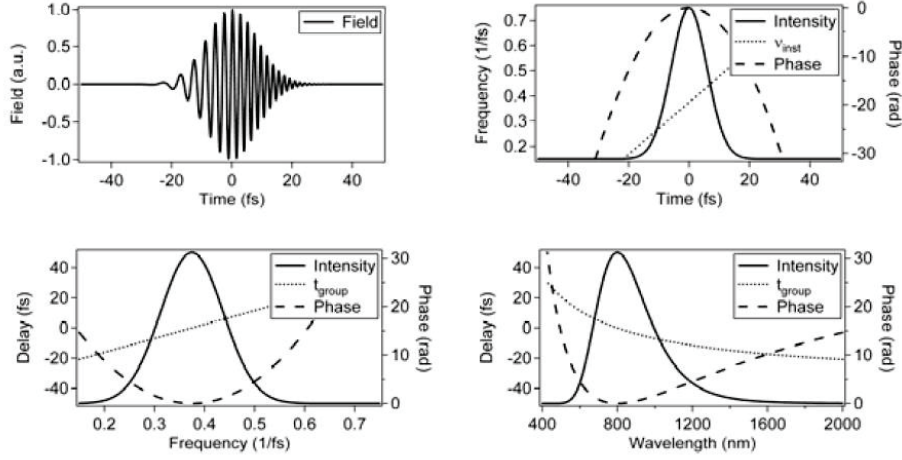 Field (a.u.)
1.0
0.5
0.0
-0.5
-1.0
Field
-40
-20
0
20
40
Time (fs)
Frequency (1/fs)
0.7
0.6
0.5
0.4
0.3
0.2
Intensity
νinst
Phase
0
-10
-20
-30
Phase (rad)
-40
-20
0
20
40
Time (fs)
Delay (fs)
40
20
0
-20
-40
Intensity
tgroup
Phase
30
20
10
0
Phase (rad)
0.2
0.3
0.4
0.5
0.6
0.7
Frequency (1/fs)
Delay (fs)
40
20
0
-20
-40
Intensity
tgroup
Phase
30
20
10
0
Phase (rad)
400
800
1200
1600
2000
Wavelength (nm)